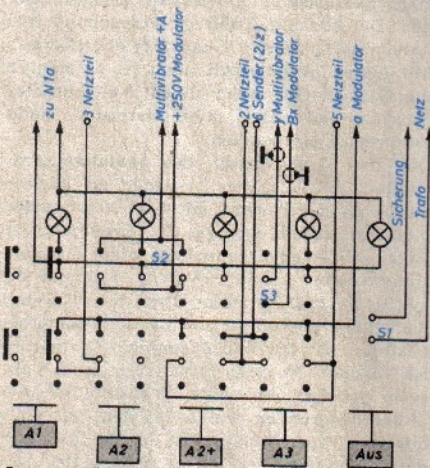 zu N1a
3 Netzteil
Multivibrator +A
+250V Modulator
2 Netzteil
6 Sender (2/z)
y Multivibrator
Bx Modulator
5 Netzteil
a Modulator
Sicherung
Netz
Trafo
S2
S3
S1
A1
A2
A2+
A3
Aus